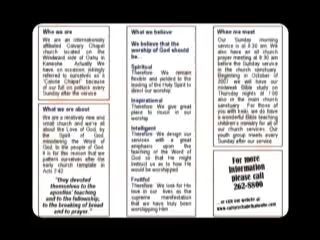 Who we are
We are an internationally
affiliated Calvary Chapel
church located on the
Windward side of Oahu in
Kaneohe. Actually We
have on occasion jokingly
referred to ourselves as a
"Calorie Chapel" because
of our full on potluck every
Sunday after the service
What we are about
We are a relatively new and
small church and we're all
about the Love of God, by
the Spirit of God,
ministering the Word of
God, to the people of God.
It is for this reason that we
pattern ourselves after the
early church template in
Acts 2:42
"They devoted
themselves to the
apostles' teaching
and to the fellowship,
to the breaking of bread
and to prayer."
What we believe
We believe that the
worship of God should
be...
Spiritual
Therefore We remain
flexible and yielded to the
leading of the Holy Spirit to
direct our worship
Inspirational
Therefore We give great
place to music in our
worship
Intelligent
Therefore We design our
services with a great
emphasis upon the
teaching of the Word of
God so that He might
instruct us as to how He
would be worshipped
Fruitful
Therefore We look for His
love in our lives as the
supreme manifestation
that we have truly been
worshipping Him
When we meet
Our Sunday morning
service is at 9:30 am. We
also have an all church
prayer meeting at 8:30 am
before the Sunday service
in the church sanctuary.
Beginning in October of
2007 we will have our
midweek Bible study on
Thursday nights at 7:00
also in the main church
sanctuary. For those of
you with keiki, we do have
a wonderful Bible teaching
children's ministry for all of
our church services. Our
youth group meets every
Sunday after our service
For more
information
please call
262-8800